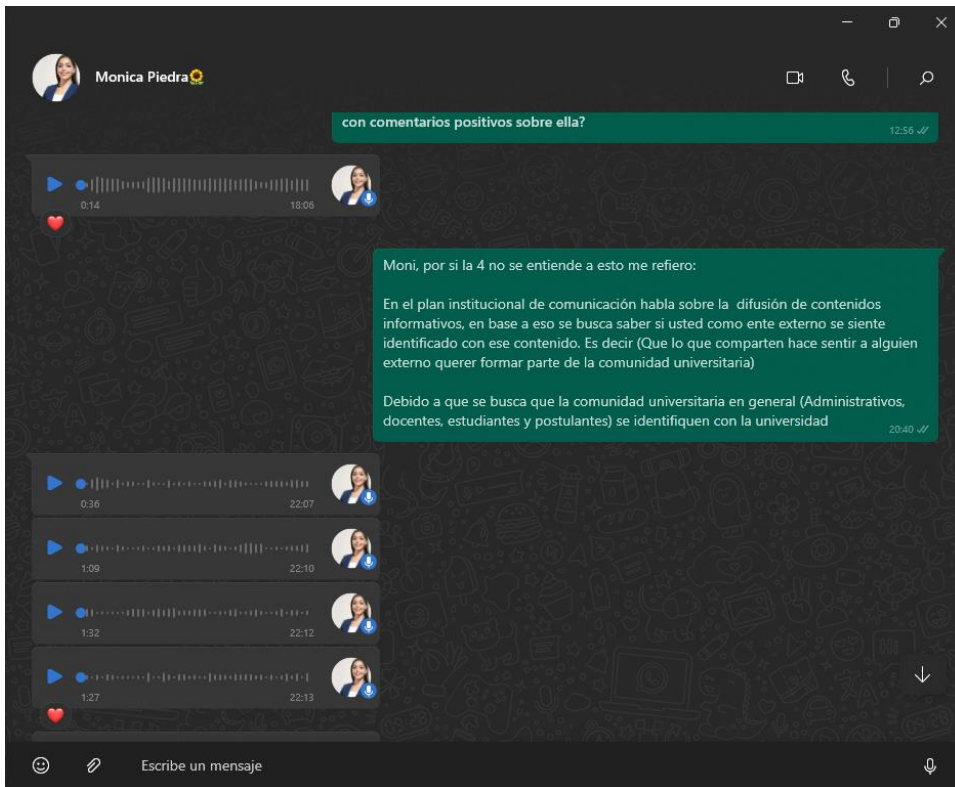 Monica Piedra🌻
con comentarios positivos sobre ella?
12:56
0:14 18:06
Moni, por si la 4 no se entiende a esto me refiero:
En el plan institucional de comunicación habla sobre la difusión de contenidos
informativos, en base a eso se busca saber si usted como ente externo se siente
identificado con ese contenido. Es decir (Que lo que comparten hace sentir a alguien
externo querer formar parte de la comunidad universitaria)
Debido a que se busca que la comunidad universitaria en general (Administrativos,
docentes, estudiantes y postulantes) se identifiquen con la universidad
20:40
0:36 22:07
1:09 22:10
1:32 22:12
1:27 22:13
Escribe un mensaje